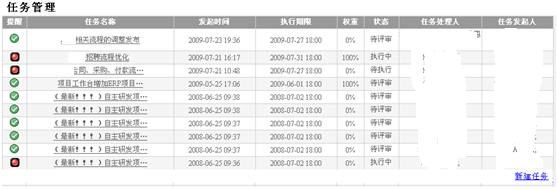 任务管理
提醒 任务名称 发起时间 执行期限 权重 状态 任务处理人 任务发起人
相关流程的调整发布 2009-07-23 19:36 2009-07-27 18:00 0% 待评审
招聘流程优化 2009-07-21 16:17 2009-07-31 18:00 100% 执行中
合同、采购、付款流… 2009-07-21 10:48 2009-07-27 18:00 0% 待执行
项目工作台增加ERP项目… 2009-05-25 17:06 2009-06-01 18:00 100% 待评审
(最新!!!)自主研发项… 2008-06-25 09:38 2008-07-02 18:00 0% 待评审
(最新!!!)自主研发项… 2008-06-25 09:38 2008-07-02 18:00 0% 待评审
(最新!!!)自主研发项… 2008-06-25 09:37 2008-07-02 18:00 0% 待评审
(最新!!!)自主研发项… 2008-06-25 09:37 2008-07-02 18:00 0% 待评审
(最新!!!)自主研发项… 2008-06-25 09:37 2008-07-02 18:00 0% 待评审
(最新!!!)自主研发项… 2008-06-25 09:36 2008-07-02 18:00 0% 执行中
新建任务